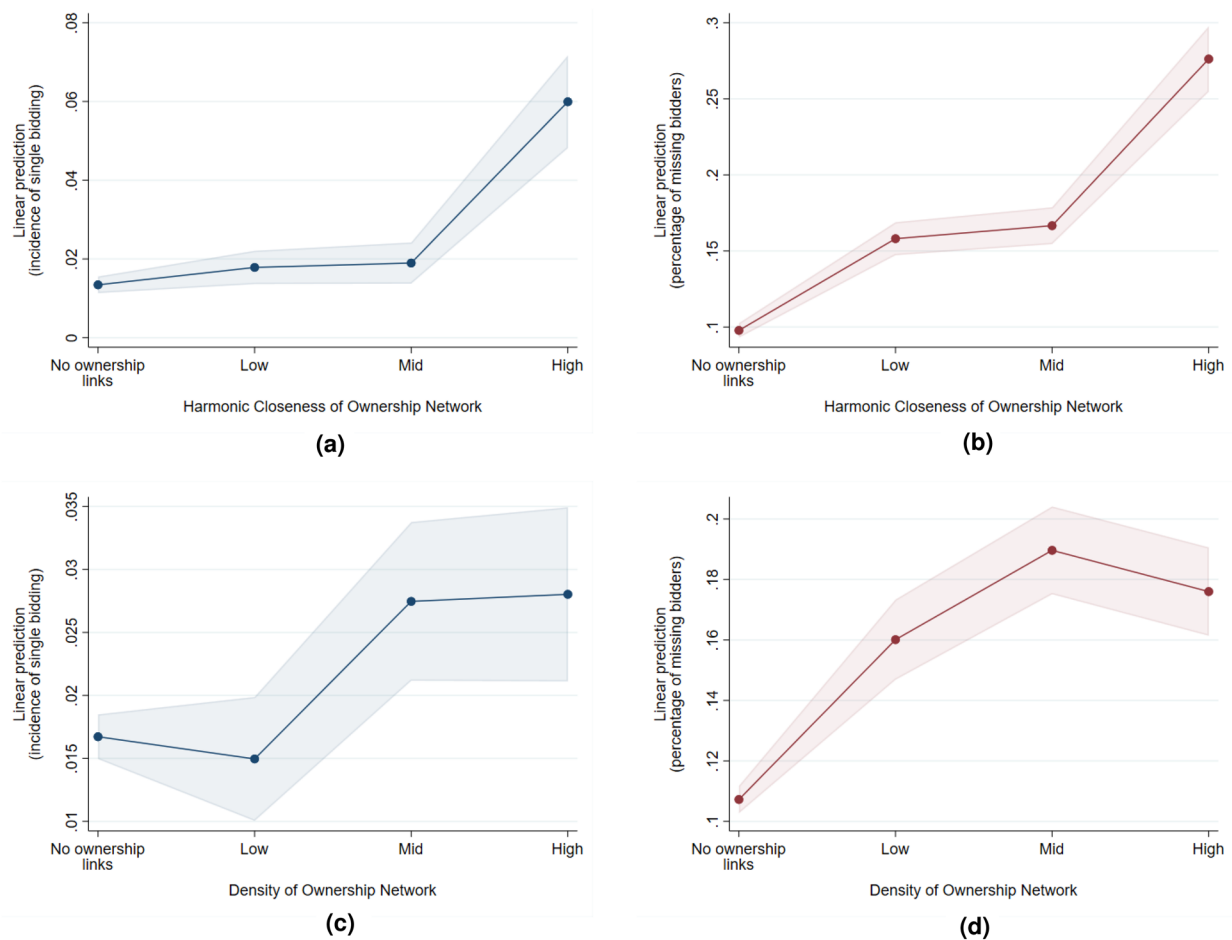 Linear prediction
(incidence of single bidding)
.08
.06
.04
.02
0
No ownership
links
Low
Mid
High
Harmonic Closeness of Ownership Network
(a)
Linear prediction
(percentage of missing bidders)
.3
.25
.2
.15
.1
No ownership
links
Low
Mid
High
Harmonic Closeness of Ownership Network
(b)
Linear prediction
(incidence of single bidding)
.035
.03
.025
.02
.015
.01
No ownership
links
Low
Mid
High
Density of Ownership Network
(c)
Linear prediction
(percentage of missing bidders)
.2
.18
.16
.14
.12
.1
No ownership
links
Low
Mid
High
Density of Ownership Network
(d)